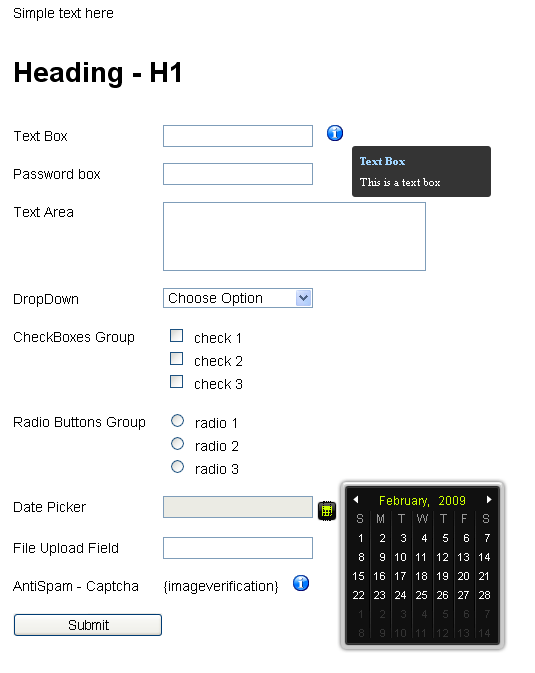 Simple text here
Heading - H1
Text Box
Text Box
This is a text box
Password box
Text Area
DropDown Choose Option
CheckBoxes Group check 1
check 2
check 3
Radio Buttons Group radio 1
radio 2
radio 3
Date Picker
File Upload Field
AntiSpam - Captcha {imageverification}
Submit
February, 2009
S M T W T F S
1 2 3 4 5 6 7
8 9 10 11 12 13 14
15 16 17 18 19 20 21
22 23 24 25 26 27 28
1 2 3 4 5 6 7
8 9 10 11 12 13 14